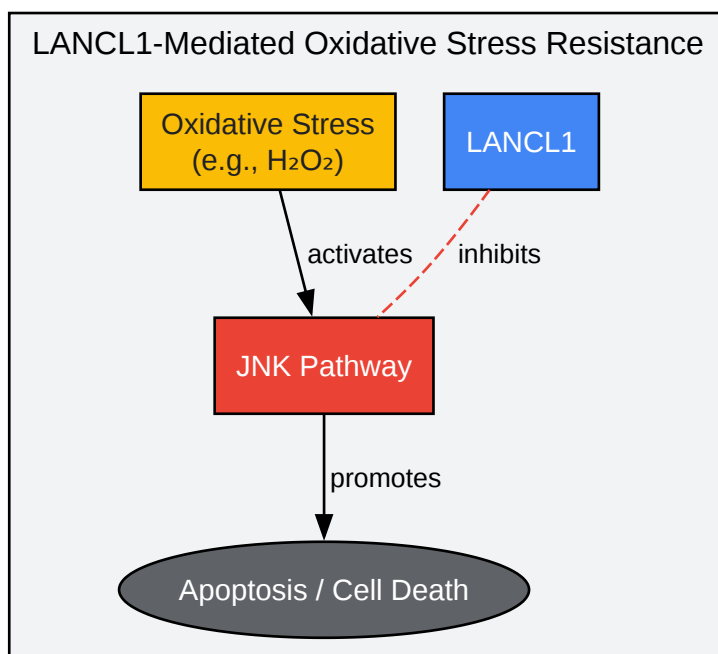 LANCL1-Mediated Oxidative Stress Resistance
Oxidative Stress
(e.g., H₂O₂)
LANCL1
activates
inhibits
JNK Pathway
promotes
Apoptosis / Cell Death